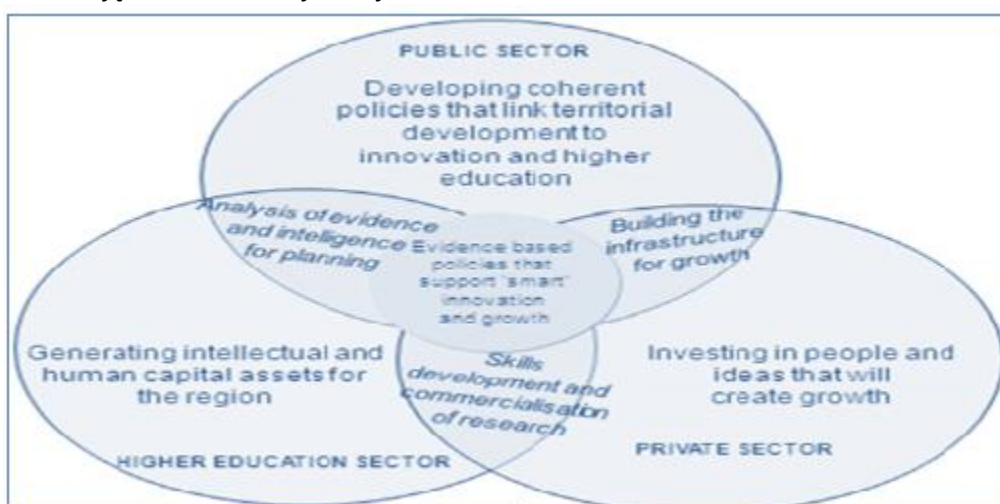 PUBLIC SECTOR
Developing coherent
policies that link territorial
development to
innovation and higher
education
Analysis of evidence
and intelligence
for planning
Building the
infrastructure
for growth
Evidence based
policies that
support 'smart'
innovation
and growth
Generating intellectual and
human capital assets for
the region
Skills
development and
commercialisation
of research
Investing in people and
ideas that will
create growth
HIGHER EDUCATION SECTOR
PRIVATE SECTOR